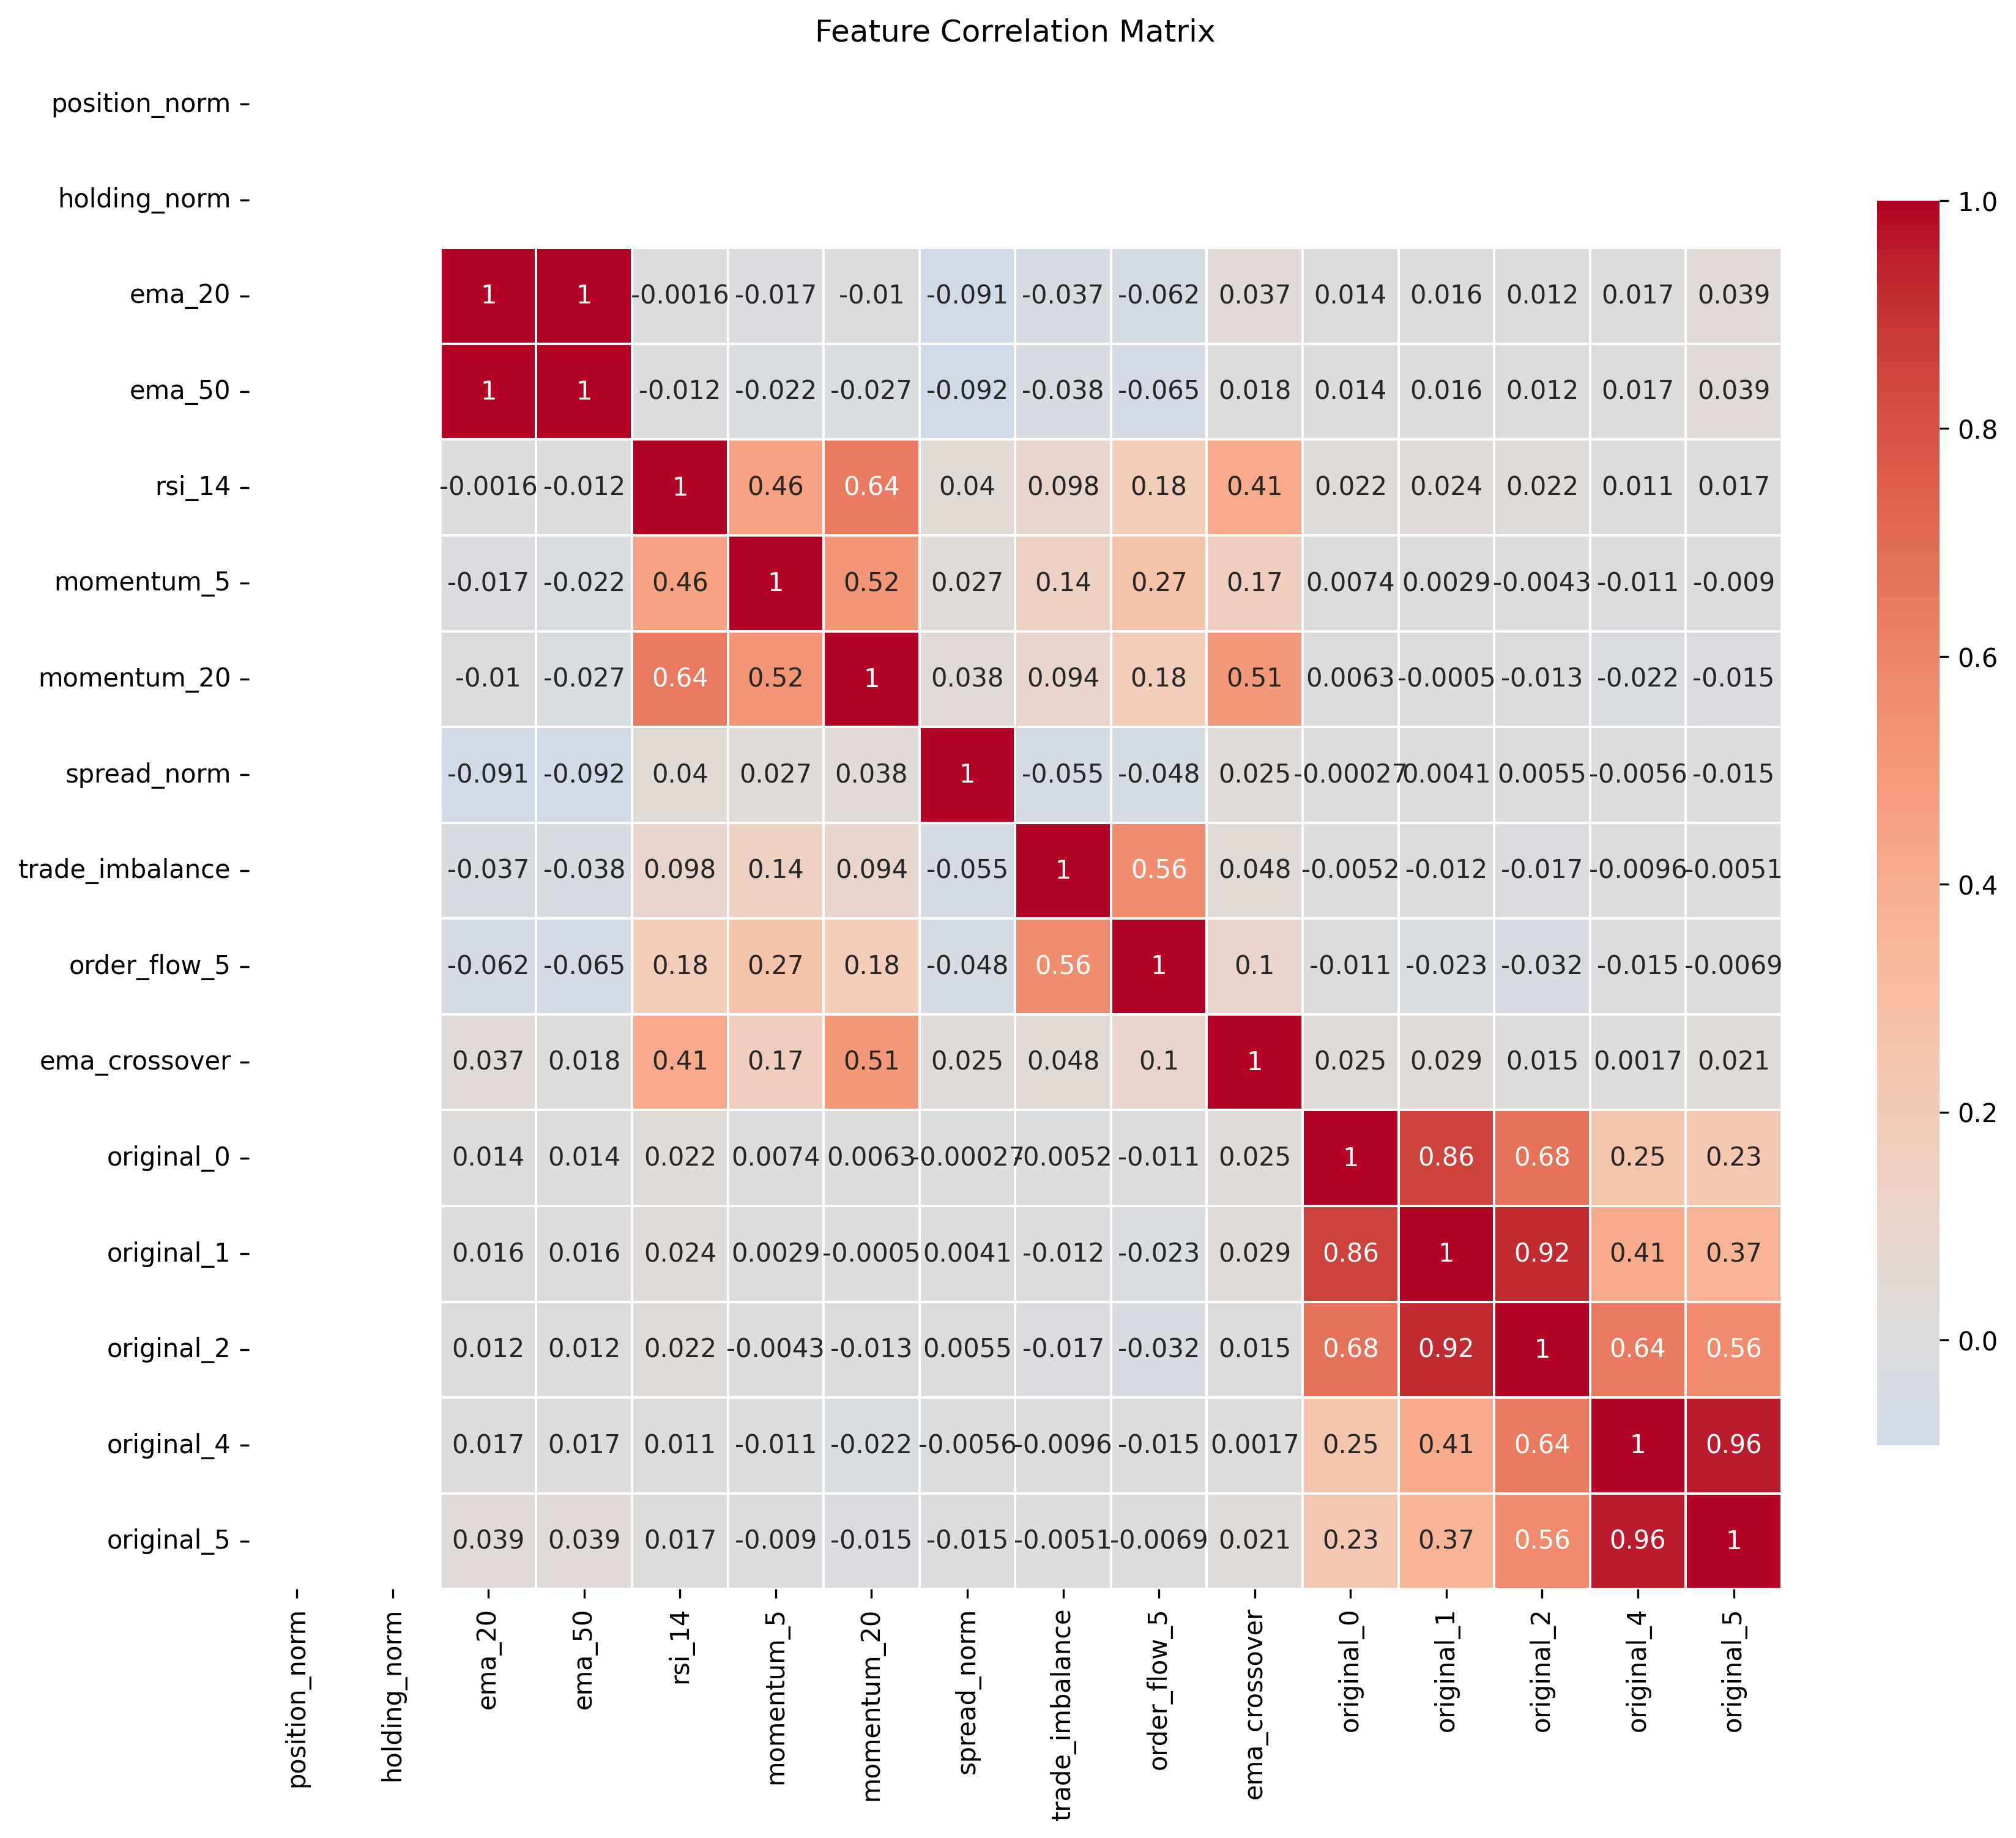 Feature Correlation Matrix
position_norm
holding_norm
1.0
ema_20 1 1 -0.0016 -0.017 -0.01 -0.091 -0.037 -0.062 0.037 0.014 0.016 0.012 0.017 0.039
ema_50 1 1 -0.012 -0.022 -0.027 -0.092 -0.038 -0.065 0.018 0.014 0.016 0.012 0.017 0.039
0.8
rsi_14 -0.0016 -0.012 1 0.46 0.64 0.04 0.098 0.18 0.41 0.022 0.024 0.022 0.011 0.017
momentum_5 -0.017 -0.022 0.46 1 0.52 0.027 0.14 0.27 0.17 0.0074 0.0029 -0.0043 -0.011 -0.009
0.6
momentum_20 -0.01 -0.027 0.64 0.52 1 0.038 0.094 0.18 0.51 0.0063 -0.0005 -0.013 -0.022 -0.015
spread_norm -0.091 -0.092 0.04 0.027 0.038 1 -0.055 -0.048 0.025 -0.00027 0.0041 0.0055 -0.0056 -0.015
trade_imbalance -0.037 -0.038 0.098 0.14 0.094 -0.055 1 0.56 0.048 -0.0052 -0.012 -0.017 -0.0096 -0.0051
0.4
order_flow_5 -0.062 -0.065 0.18 0.27 0.18 -0.048 0.56 1 0.1 -0.011 -0.023 -0.032 -0.015 -0.0069
ema_crossover 0.037 0.018 0.41 0.17 0.51 0.025 0.048 0.1 1 0.025 0.029 0.015 0.0017 0.021
0.2
original_0 0.014 0.014 0.022 0.0074 0.0063 -0.00027 -0.0052 -0.011 0.025 1 0.86 0.68 0.25 0.23
original_1 0.016 0.016 0.024 0.0029 -0.0005 0.0041 -0.012 -0.023 0.029 0.86 1 0.92 0.41 0.37
0.0
original_2 0.012 0.012 0.022 -0.0043 -0.013 0.0055 -0.017 -0.032 0.015 0.68 0.92 1 0.64 0.56
original_4 0.017 0.017 0.011 -0.011 -0.022 -0.0056 -0.0096 -0.015 0.0017 0.25 0.41 0.64 1 0.96
original_5 0.039 0.039 0.017 -0.009 -0.015 -0.015 -0.0051 -0.0069 0.021 0.23 0.37 0.56 0.96 1
position_norm
holding_norm
ema_20
ema_50
rsi_14
momentum_5
momentum_20
spread_norm
trade_imbalance
order_flow_5
ema_crossover
original_0
original_1
original_2
original_4
original_5